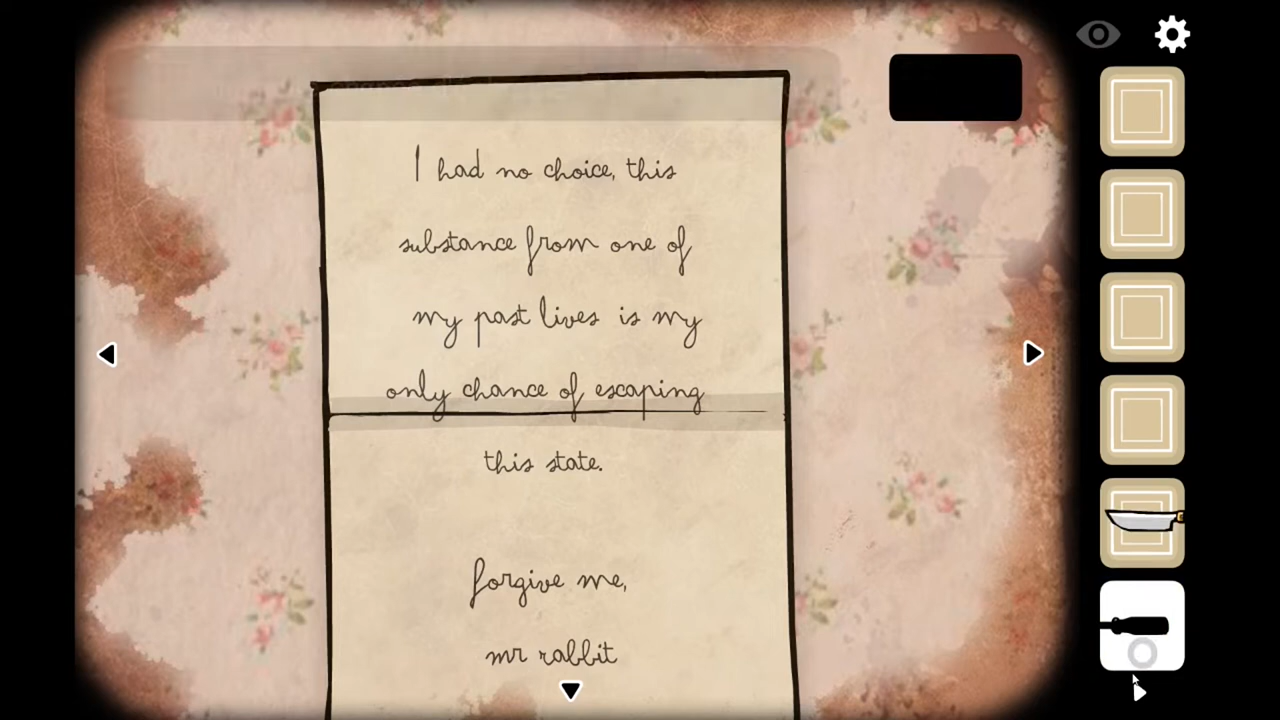 I had no choice, this
substance from one of
my past lives is my
only chance of escaping
this state.
forgive me,
mr rabbit